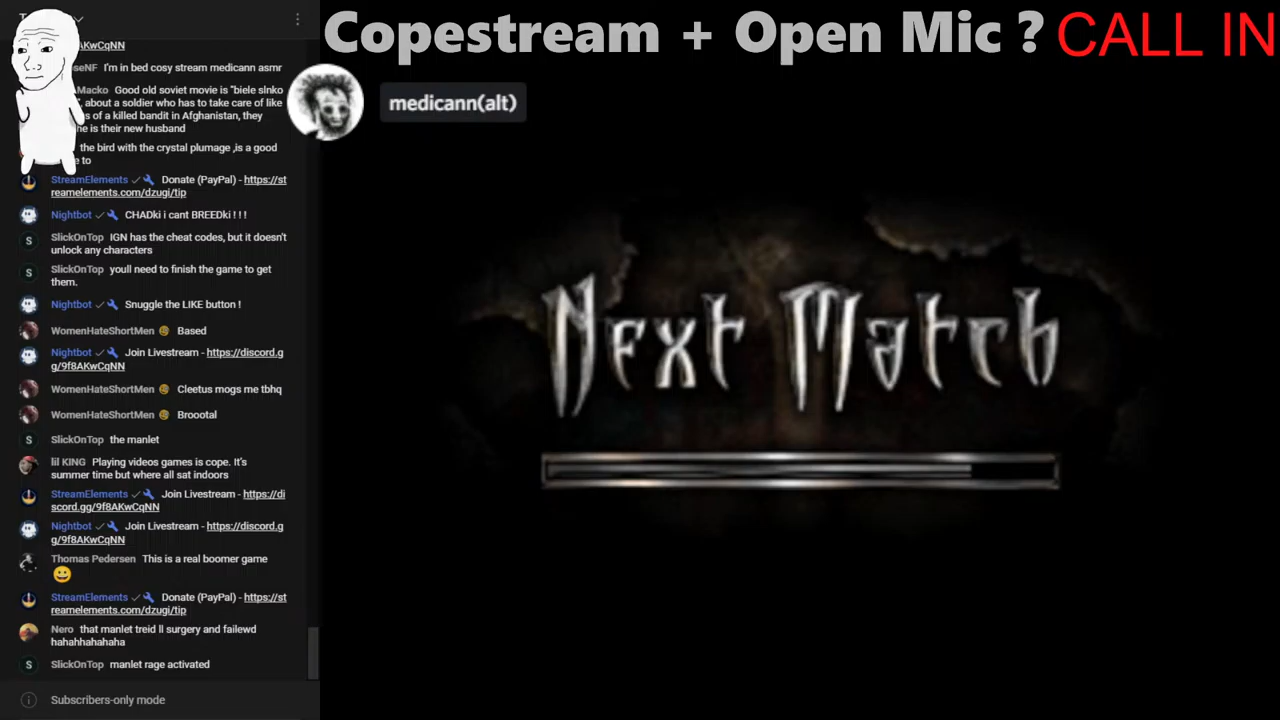 Copestream + Open Mic ? CALL IN
medicann(alt)
AKwCqNN
seNF I'm in bed cosy stream medicann asmr
Macko Good old soviet movie is "biele slnko
about a soldier who has to take care of like
s of a killed bandit in Afghanistan, they
he is their new husband
the bird with the crystal plumage ,is a good
e to
StreamElements Donate (PayPal) - https://st
reamelements.com/dzugi/tip
Nightbot CHADki i cant BREEDki ! ! !
SlickOnTop IGN has the cheat codes, but it doesn't
unlock any characters
SlickOnTop youll need to finish the game to get
them.
Nightbot Snuggle the LIKE button !
WomenHateShortMen Based
Nightbot Join Livestream - https://discord.g
g/9f8AKwCqNN
WomenHateShortMen Cleetus mogs me tbhq
WomenHateShortMen Broootal
SlickOnTop the manlet
lil KING Playing videos games is cope. It's
summer time but where all sat indoors
StreamElements Join Livestream - https://di
scord.gg/9f8AKwCqNN
Nightbot Join Livestream - https://discord.g
g/9f8AKwCqNN
Thomas Pedersen This is a real boomer game
😀
StreamElements Donate (PayPal) - https://st
reamelements.com/dzugi/tip
Nero that manlet treid ll surgery and failewd
hahahhahahaha
SlickOnTop manlet rage activated
Subscribers-only mode
Next Match